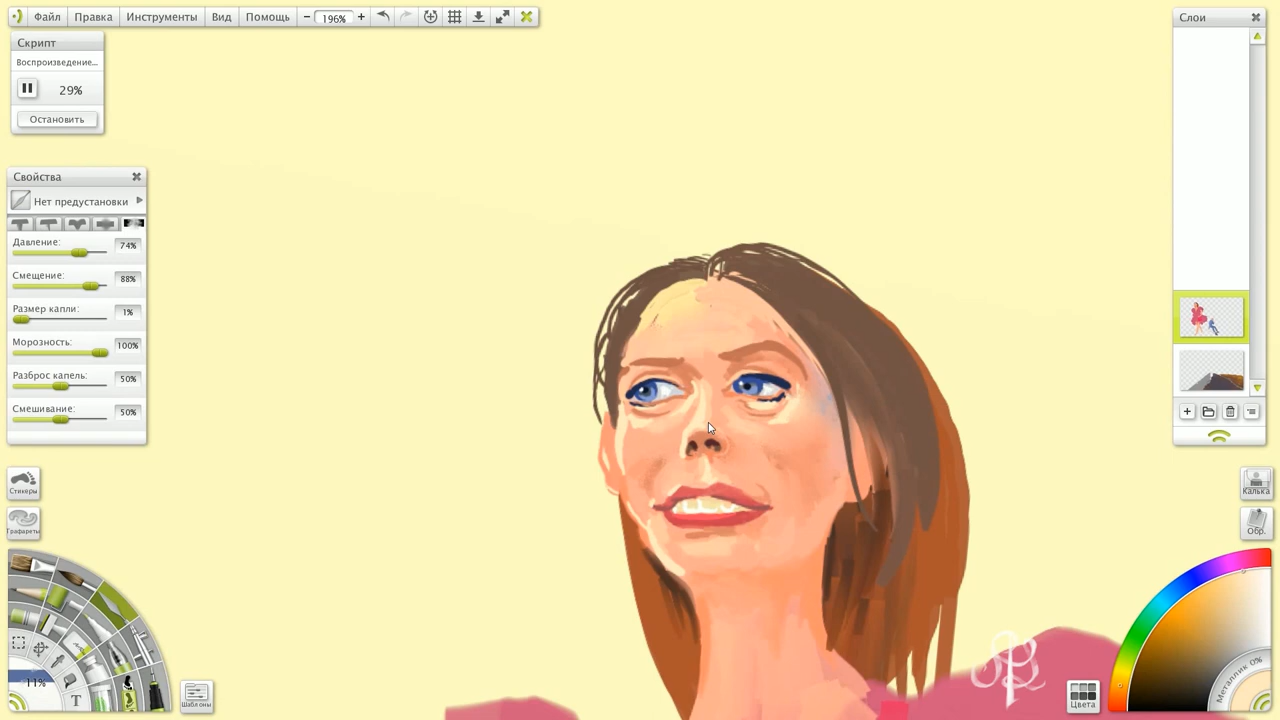 Файл Правка Инструменты Вид Помощь − 196% +
Скрипт
Воспроизведение...
29%
Остановить
Свойства
Нет предустановки
Давление: 74%
Смещение: 88%
Размер капли: 1%
Морозность: 100%
Разброс капель: 50%
Смешивание: 50%
Стикеры
Трафареты
11%
T
Шаблоны
Слои
Калька
Обр.
Металлик 0%
Цвета